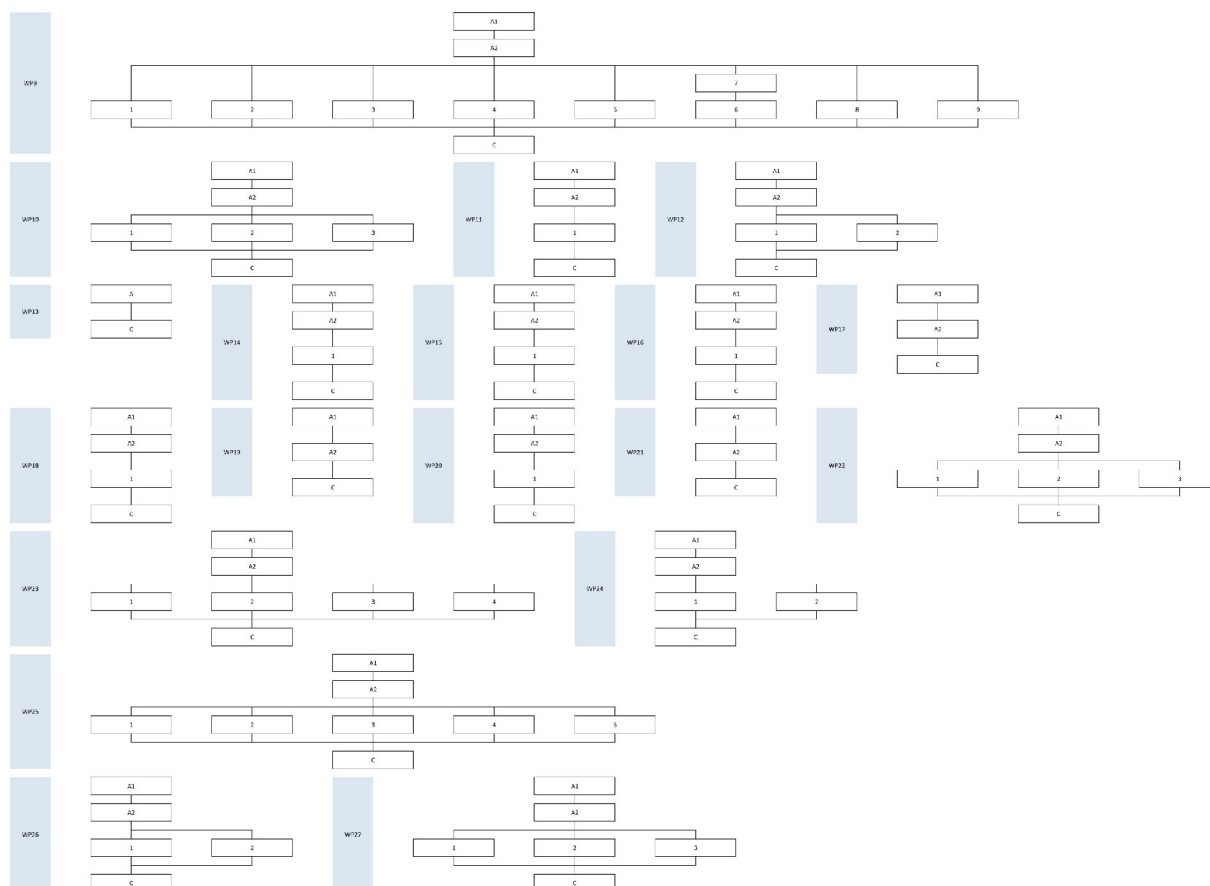 A1
A2
WP9
7
1 2 3 4 5 6 8 9
C
A1 A1 A1
A2 A2 A2
WP10 WP11 WP12
1 2 3 1 1 2
C C C
A A1 A1 A1 A1
WP13 A2 A2 A2 WP17 A2
C
WP14 WP15 WP16
1 1 1
C C C C
A1 A1 A1 A1 A1
A2 A2
WP18 WP19 A2 WP20 A2 WP21 A2 WP22
1 1 1 2 3
C C C C C
A1 A1
A2 A2
WP23 WP24
1 2 3 4 1 2
C C
A1
A2
WP25
1 2 3 4 5
C
A1 A1
A2 A2
WP26 WP27
1 2 1 2 3
C C